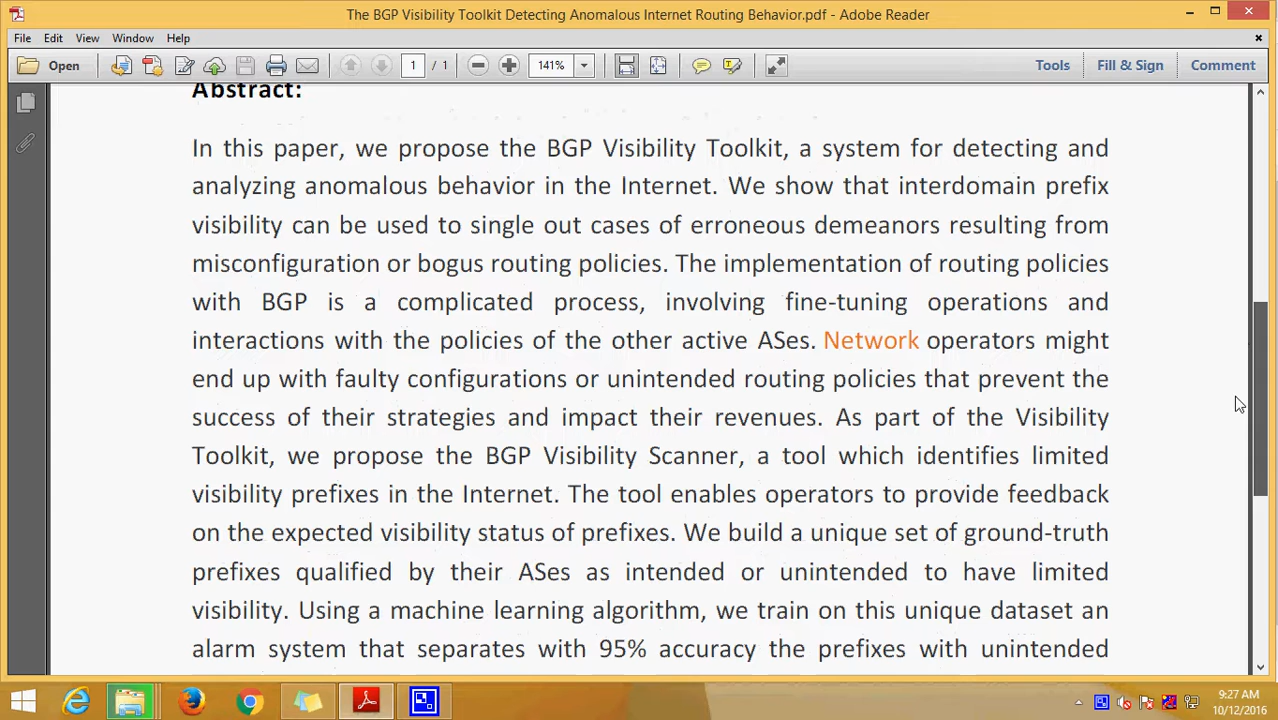 The BGP Visibility Toolkit Detecting Anomalous Internet Routing Behavior.pdf - Adobe Reader
File Edit View Window Help
Open 1 / 1 141% Tools Fill & Sign Comment
Abstract:
In this paper, we propose the BGP Visibility Toolkit, a system for detecting and
analyzing anomalous behavior in the Internet. We show that interdomain prefix
visibility can be used to single out cases of erroneous demeanors resulting from
misconfiguration or bogus routing policies. The implementation of routing policies
with BGP is a complicated process, involving fine-tuning operations and
interactions with the policies of the other active ASes. Network operators might
end up with faulty configurations or unintended routing policies that prevent the
success of their strategies and impact their revenues. As part of the Visibility
Toolkit, we propose the BGP Visibility Scanner, a tool which identifies limited
visibility prefixes in the Internet. The tool enables operators to provide feedback
on the expected visibility status of prefixes. We build a unique set of ground-truth
prefixes qualified by their ASes as intended or unintended to have limited
visibility. Using a machine learning algorithm, we train on this unique dataset an
alarm system that separates with 95% accuracy the prefixes with unintended
9:27 AM
10/12/2016